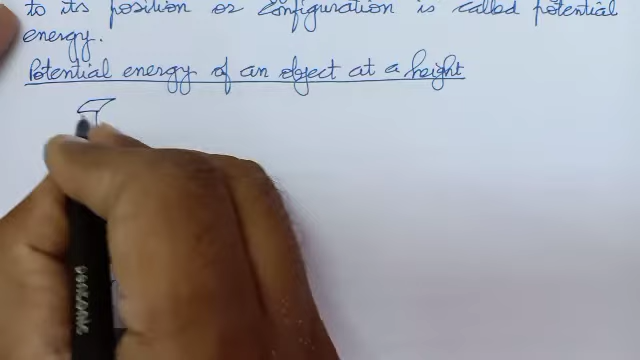 to its position or configuration is called potential
energy.
Potential energy of an object at a height